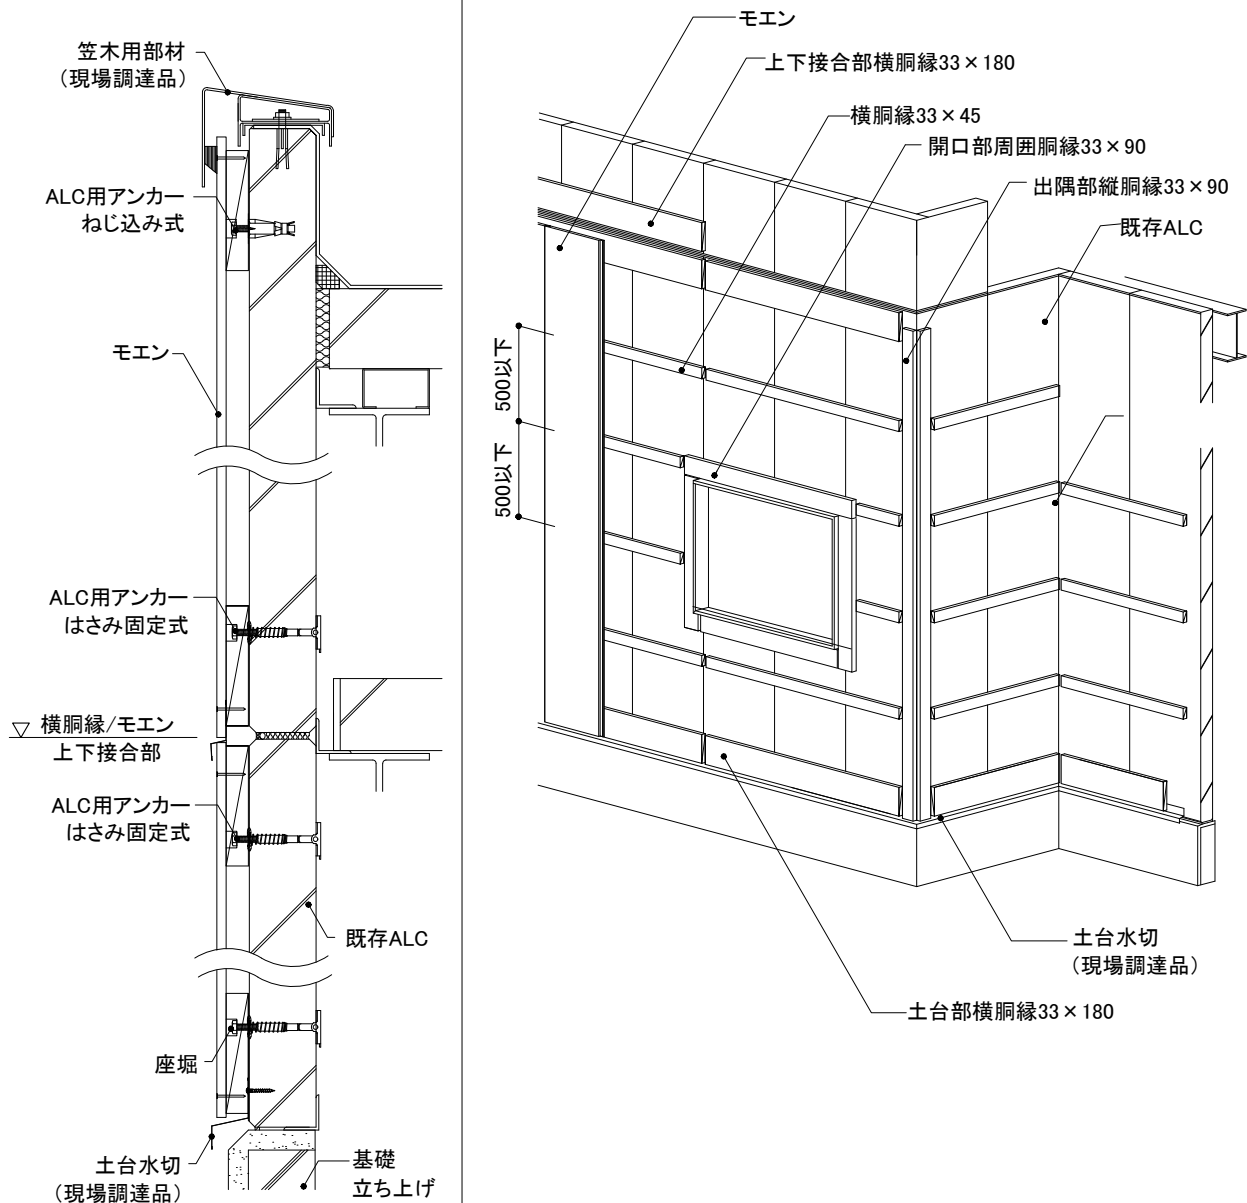 笠木用部材
（現場調達品）
ALC用アンカー
ねじ込み式
モエン
ALC用アンカー
はさみ固定式
▽ 横胴縁/モエン
上下接合部
ALC用アンカー
はさみ固定式
既存ALC
座堀
土台水切
（現場調達品）
基礎
立ち上げ
モエン
上下接合部横胴縁33×180
横胴縁33×45
開口部周囲胴縁33×90
出隅部縦胴縁33×90
既存ALC
500以下
500以下
土台水切
（現場調達品）
土台部横胴縁33×180